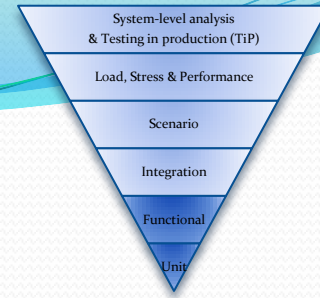 System-level analysis
& Testing in production (TiP)
Load, Stress & Performance
Scenario
Integration
Functional
Unit